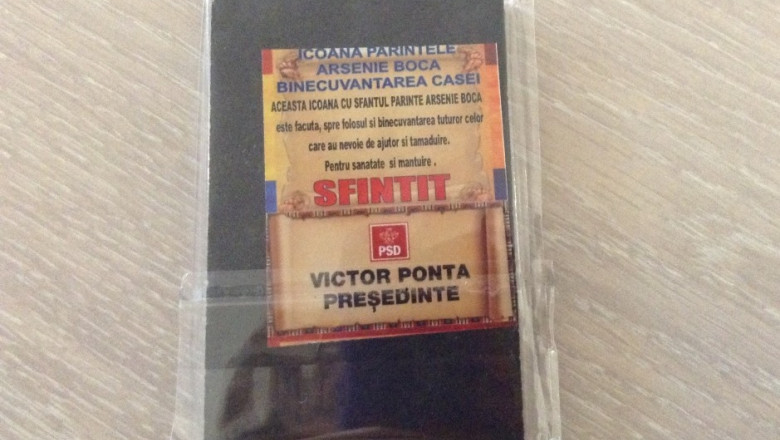 ICOANA PARINTELE
ARSENIE BOCA
BINECUVANTAREA CASEI
ACEASTA ICOANA CU SFANTUL PARINTE ARSENIE BOCA
este facuta, spre folosul si binecuvantarea tuturor celor
care au nevoie de ajutor si tamaduire.
Pentru sanatate si mantuire .
SFINTIT
PSD
VICTOR PONTA
PREȘEDINTE